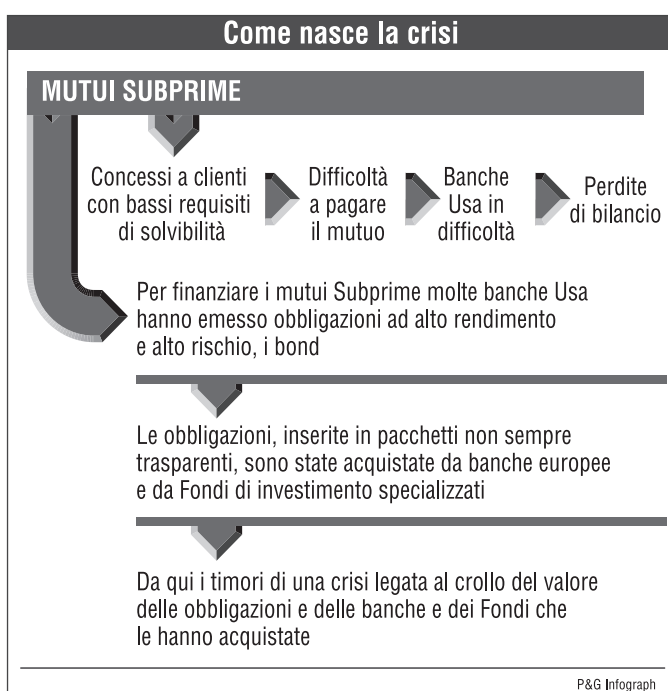 Come nasce la crisi
MUTUI SUBPRIME
Concessi a clienti
con bassi requisiti
di solvibilità
Difficoltà
a pagare
il mutuo
Banche
Usa in
difficoltà
Perdite
di bilancio
Per finanziare i mutui Subprime molte banche Usa
hanno emesso obbligazioni ad alto rendimento
e alto rischio, i bond
Le obbligazioni, inserite in pacchetti non sempre
trasparenti, sono state acquistate da banche europee
e da Fondi di investimento specializzati
Da qui i timori di una crisi legata al crollo del valore
delle obbligazioni e delle banche e dei Fondi che
le hanno acquistate
P&G Infograph